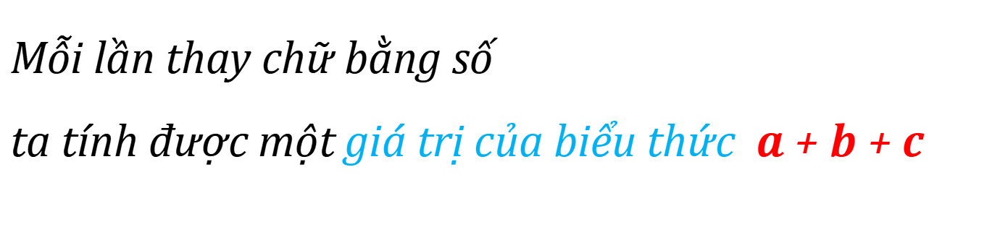 Mỗi lần thay chữ bằng số
ta tính được một giá trị của biểu thức a + b + c